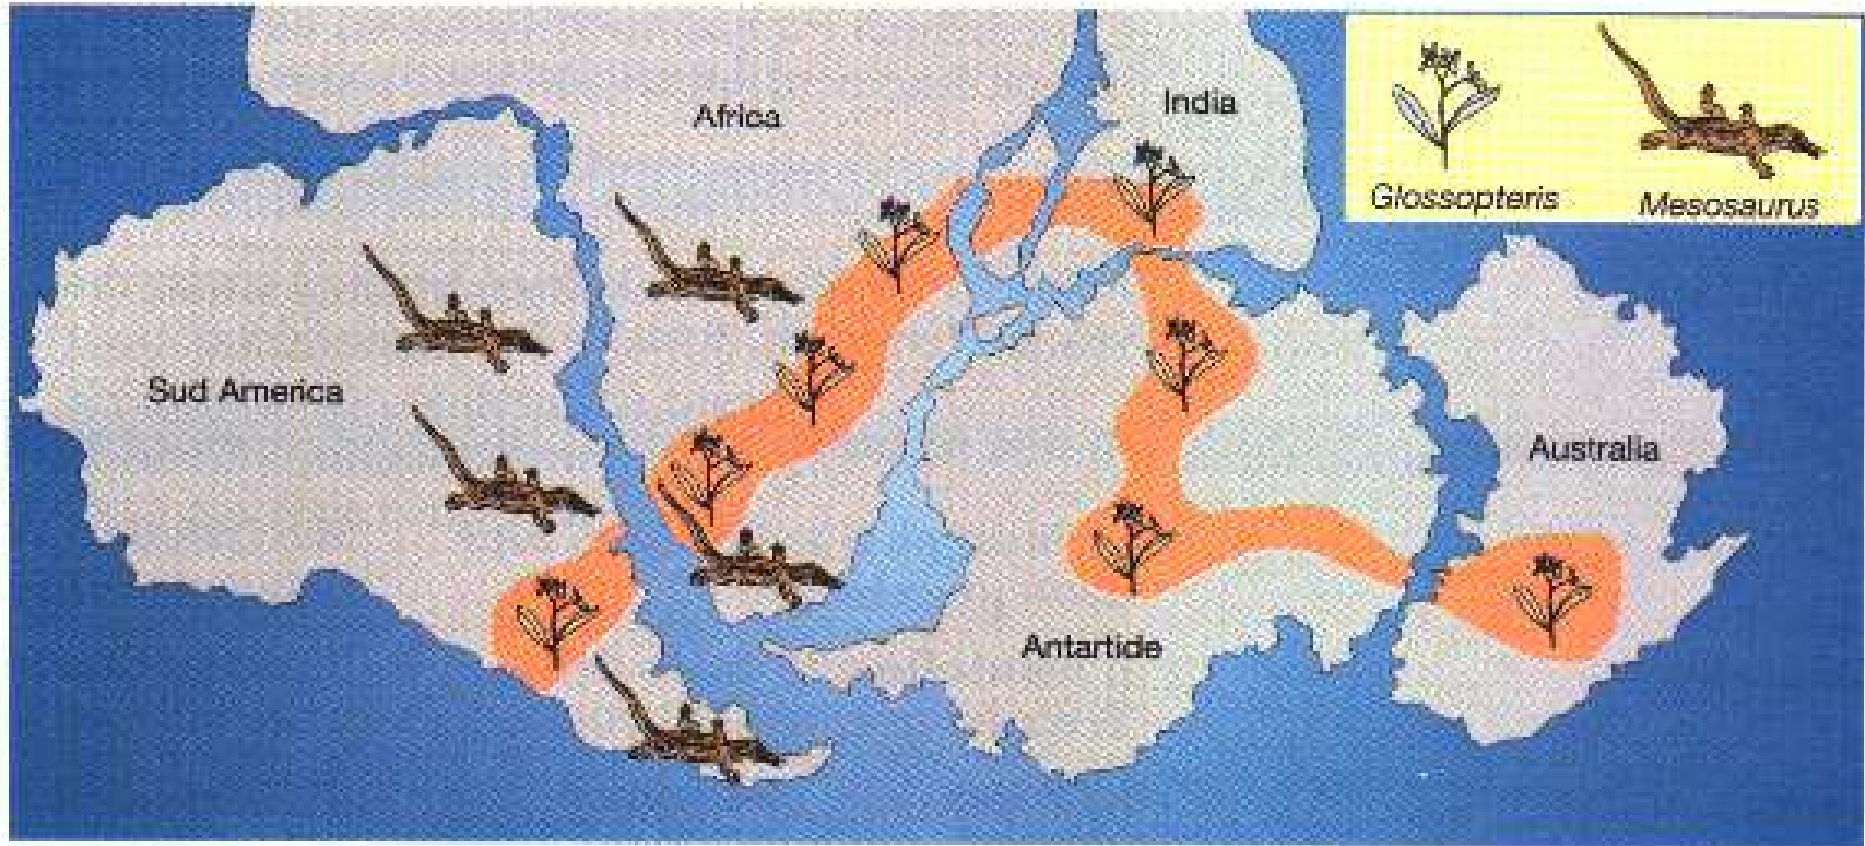 Africa
India
Glossopteris
Mesosaurus
Sud America
Australia
Antartide